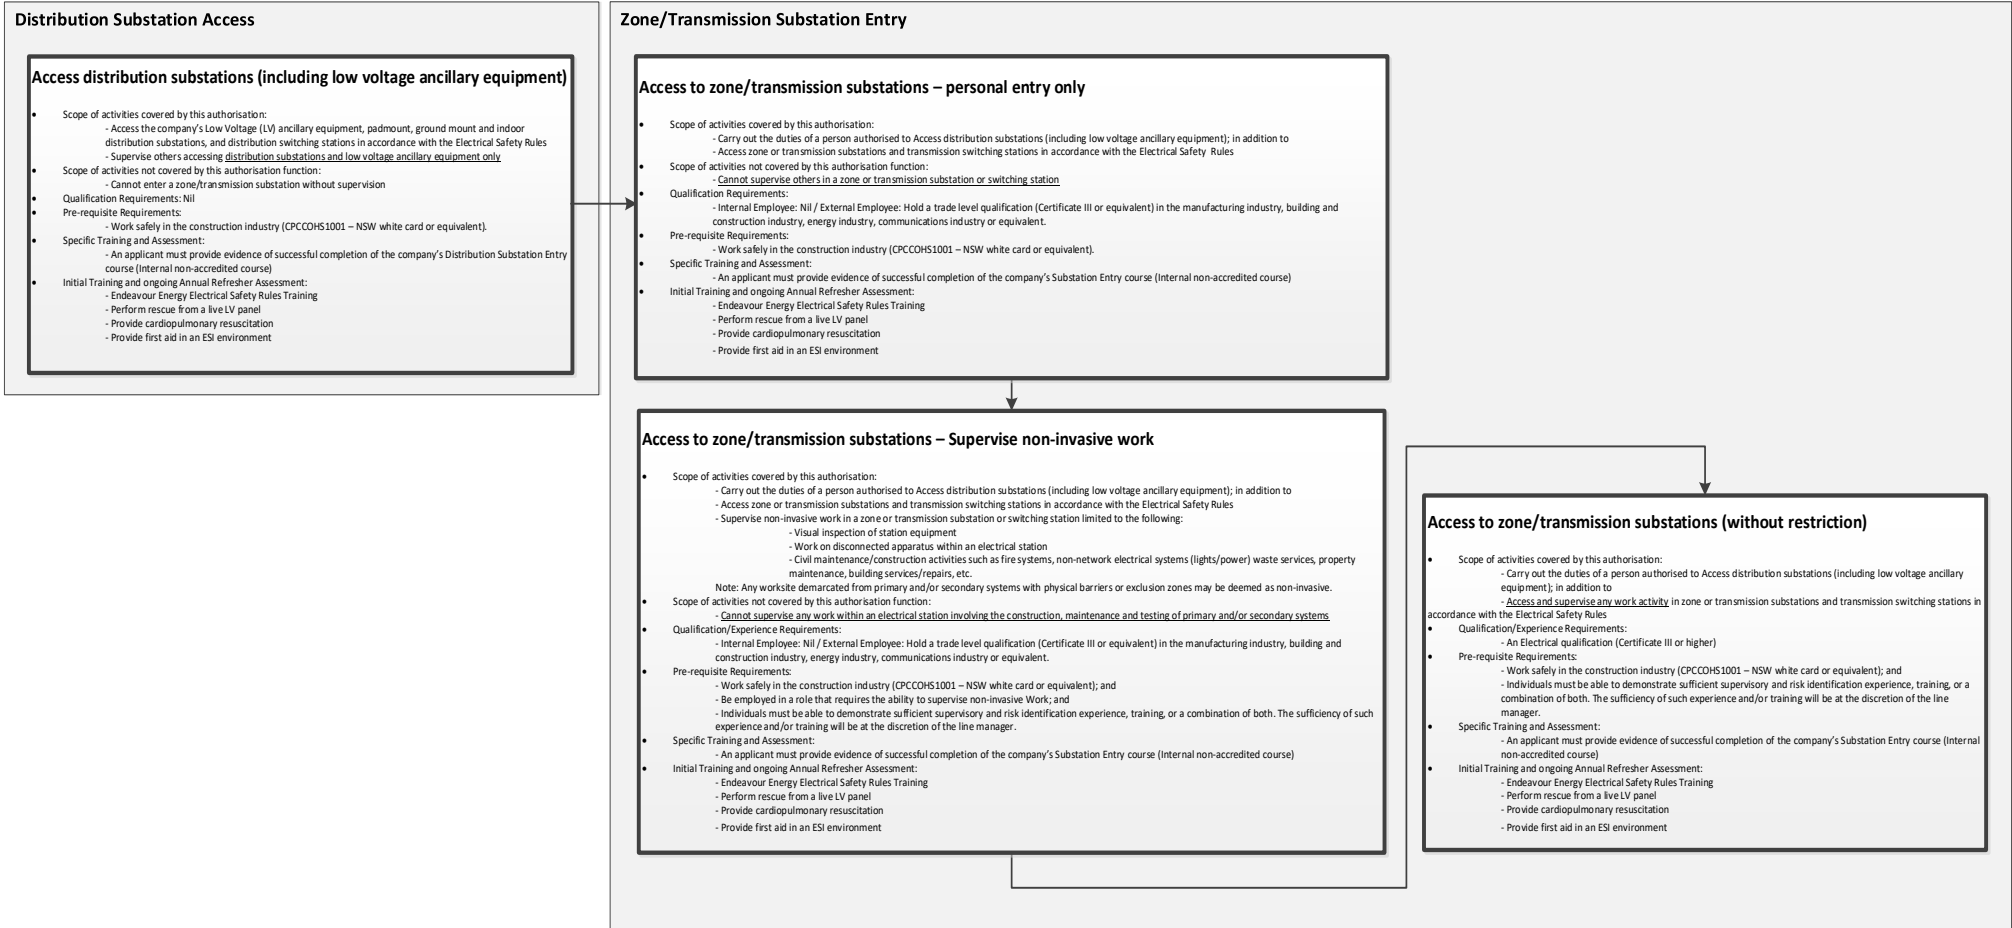 Distribution Substation Access
Access distribution substations (including low voltage ancillary equipment)
• Scope of activities covered by this authorisation:
- Access the company's Low Voltage (LV) ancillary equipment, padmount, ground mount and indoor
distribution substations, and distribution switching stations in accordance with the Electrical Safety Rules
- Supervise others accessing distribution substations and low voltage ancillary equipment only
• Scope of activities not covered by this authorisation function:
- Cannot enter a zone/transmission substation without supervision
• Qualification Requirements: Nil
• Pre-requisite Requirements:
- Work safely in the construction industry (CPCCOHS1001 – NSW white card or equivalent).
• Specific Training and Assessment:
- An applicant must provide evidence of successful completion of the company's Distribution Substation Entry
course (Internal non-accredited course)
• Initial Training and ongoing Annual Refresher Assessment:
- Endeavour Energy Electrical Safety Rules Training
- Perform rescue from a live LV panel
- Provide cardiopulmonary resuscitation
- Provide first aid in an ESI environment
Zone/Transmission Substation Entry
Access to zone/transmission substations – personal entry only
• Scope of activities covered by this authorisation:
- Carry out the duties of a person authorised to Access distribution substations (including low voltage ancillary equipment); in addition to
- Access zone or transmission substations and transmission switching stations in accordance with the Electrical Safety Rules
• Scope of activities not covered by this authorisation function:
- Cannot supervise others in a zone or transmission substation or switching station
• Qualification Requirements:
- Internal Employee: Nil / External Employee: Hold a trade level qualification (Certificate III or equivalent) in the manufacturing industry, building and
construction industry, energy industry, communications industry or equivalent.
• Pre-requisite Requirements:
- Work safely in the construction industry (CPCCOHS1001 – NSW white card or equivalent).
• Specific Training and Assessment:
- An applicant must provide evidence of successful completion of the company's Substation Entry course (Internal non-accredited course)
• Initial Training and ongoing Annual Refresher Assessment:
- Endeavour Energy Electrical Safety Rules Training
- Perform rescue from a live LV panel
- Provide cardiopulmonary resuscitation
- Provide first aid in an ESI environment
Access to zone/transmission substations – Supervise non-invasive work
• Scope of activities covered by this authorisation:
- Carry out the duties of a person authorised to Access distribution substations (including low voltage ancillary equipment); in addition to
- Access zone or transmission substations and transmission switching stations in accordance with the Electrical Safety Rules
- Supervise non-invasive work in a zone or transmission substation or switching station limited to the following:
- Visual inspection of station equipment
- Work on disconnected apparatus within an electrical station
- Civil maintenance/construction activities such as fire systems, non-network electrical systems (lights/power) waste services, property
maintenance, building services/repairs, etc.
Note: Any worksite demarcated from primary and/or secondary systems with physical barriers or exclusion zones may be deemed as non-invasive.
• Scope of activities not covered by this authorisation function:
- Cannot supervise any work within an electrical station involving the construction, maintenance and testing of primary and/or secondary systems
• Qualification/Experience Requirements:
- Internal Employee: Nil / External Employee: Hold a trade level qualification (Certificate III or equivalent) in the manufacturing industry, building and
construction industry, energy industry, communications industry or equivalent.
• Pre-requisite Requirements:
- Work safely in the construction industry (CPCCOHS1001 – NSW white card or equivalent); and
- Be employed in a role that requires the ability to supervise non-invasive Work; and
- Individuals must be able to demonstrate sufficient supervisory and risk identification experience, training, or a combination of both. The sufficiency of such
experience and/or training will be at the discretion of the line manager.
• Specific Training and Assessment:
- An applicant must provide evidence of successful completion of the company's Substation Entry course (Internal non-accredited course)
• Initial Training and ongoing Annual Refresher Assessment:
- Endeavour Energy Electrical Safety Rules Training
- Perform rescue from a live LV panel
- Provide cardiopulmonary resuscitation
- Provide first aid in an ESI environment
Access to zone/transmission substations (without restriction)
• Scope of activities covered by this authorisation:
- Carry out the duties of a person authorised to Access distribution substations (including low voltage ancillary
equipment); in addition to
- Access and supervise any work activity in zone or transmission substations and transmission switching stations in
accordance with the Electrical Safety Rules
• Qualification/Experience Requirements:
- An Electrical qualification (Certificate III or higher)
• Pre-requisite Requirements:
- Work safely in the construction industry (CPCCOHS1001 – NSW white card or equivalent); and
- Individuals must be able to demonstrate sufficient supervisory and risk identification experience, training, or a
combination of both. The sufficiency of such experience and/or training will be at the discretion of the line
manager.
• Specific Training and Assessment:
- An applicant must provide evidence of successful completion of the company's Substation Entry course (Internal
non-accredited course)
• Initial Training and ongoing Annual Refresher Assessment:
- Endeavour Energy Electrical Safety Rules Training
- Perform rescue from a live LV panel
- Provide cardiopulmonary resuscitation
- Provide first aid in an ESI environment